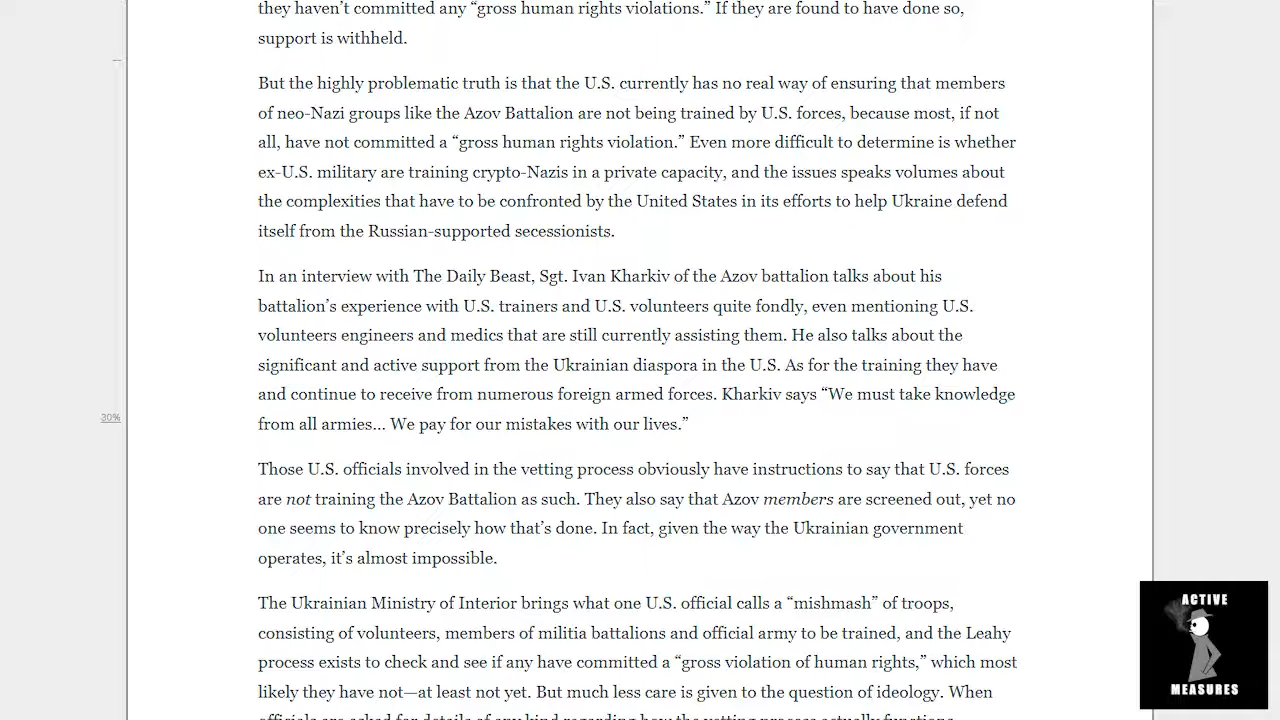 they haven’t committed any “gross human rights violations.” If they are found to have done so,
support is withheld.
But the highly problematic truth is that the U.S. currently has no real way of ensuring that members
of neo-Nazi groups like the Azov Battalion are not being trained by U.S. forces, because most, if not
all, have not committed a “gross human rights violation.” Even more difficult to determine is whether
ex-U.S. military are training crypto-Nazis in a private capacity, and the issues speaks volumes about
the complexities that have to be confronted by the United States in its efforts to help Ukraine defend
itself from the Russian-supported secessionists.
In an interview with The Daily Beast, Sgt. Ivan Kharkiv of the Azov battalion talks about his
battalion’s experience with U.S. trainers and U.S. volunteers quite fondly, even mentioning U.S.
volunteers engineers and medics that are still currently assisting them. He also talks about the
significant and active support from the Ukrainian diaspora in the U.S. As for the training they have
and continue to receive from numerous foreign armed forces. Kharkiv says “We must take knowledge
30%
from all armies… We pay for our mistakes with our lives.”
Those U.S. officials involved in the vetting process obviously have instructions to say that U.S. forces
are not training the Azov Battalion as such. They also say that Azov members are screened out, yet no
one seems to know precisely how that’s done. In fact, given the way the Ukrainian government
operates, it’s almost impossible.
The Ukrainian Ministry of Interior brings what one U.S. official calls a “mishmash” of troops,
consisting of volunteers, members of militia battalions and official army to be trained, and the Leahy
process exists to check and see if any have committed a “gross violation of human rights,” which most
likely they have not—at least not yet. But much less care is given to the question of ideology. When
officials are asked for details of any kind regarding how the vetting process actually functions,
ACTIVE
MEASURES